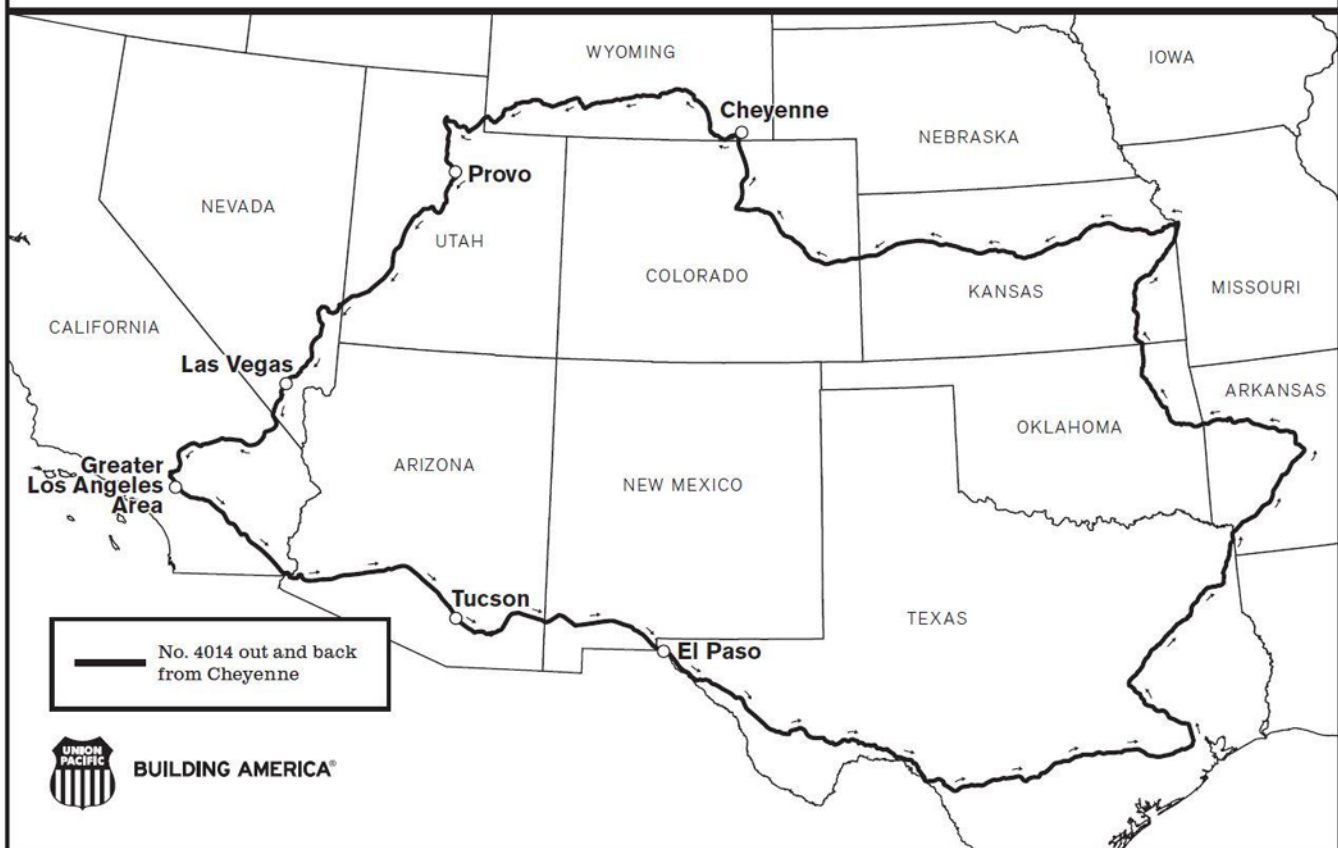 WYOMING
IOWA
Cheyenne
NEBRASKA
Provo
NEVADA
UTAH
COLORADO
KANSAS
MISSOURI
CALIFORNIA
Las Vegas
ARKANSAS
OKLAHOMA
Greater
Los Angeles
Area
ARIZONA
NEW MEXICO
Tucson
TEXAS
El Paso
No. 4014 out and back
from Cheyenne
UNION
PACIFIC
BUILDING AMERICA®